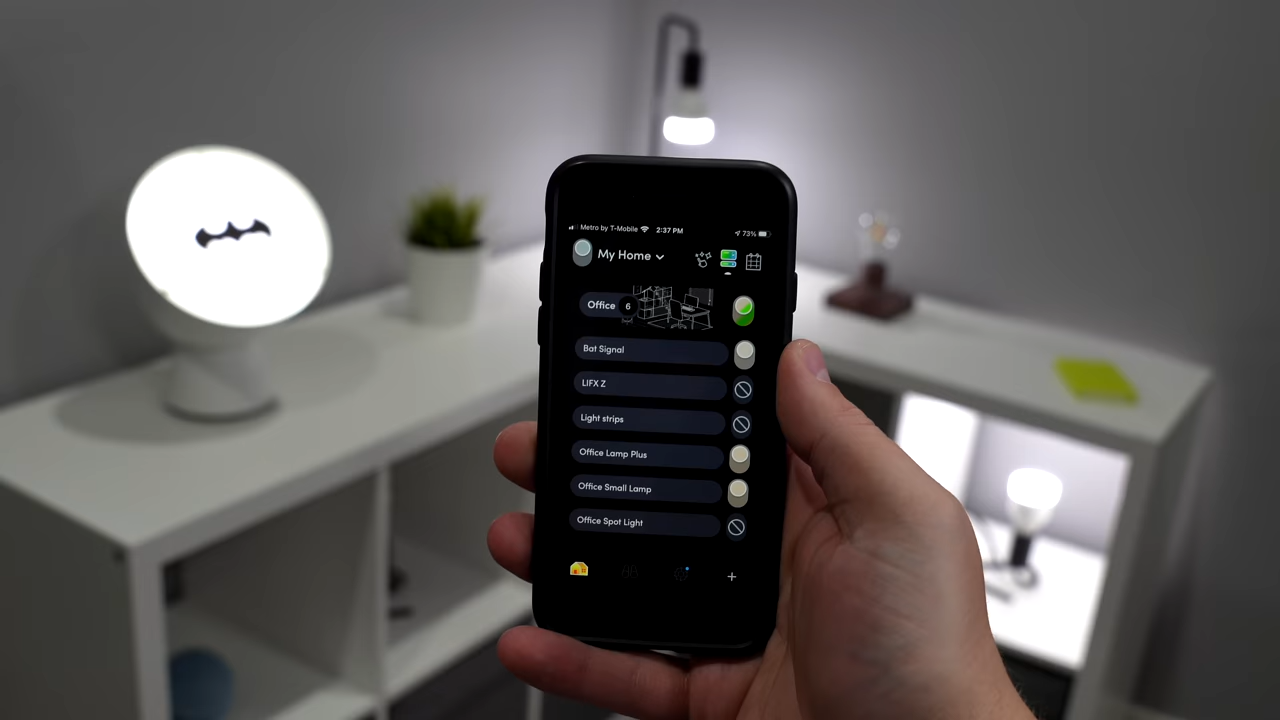 Metro by T-Mobile 2:37 PM 73%
My Home
Office 6
Bat Signal
LIFX Z
Light strips
Office Lamp Plus
Office Small Lamp
Office Spot Light